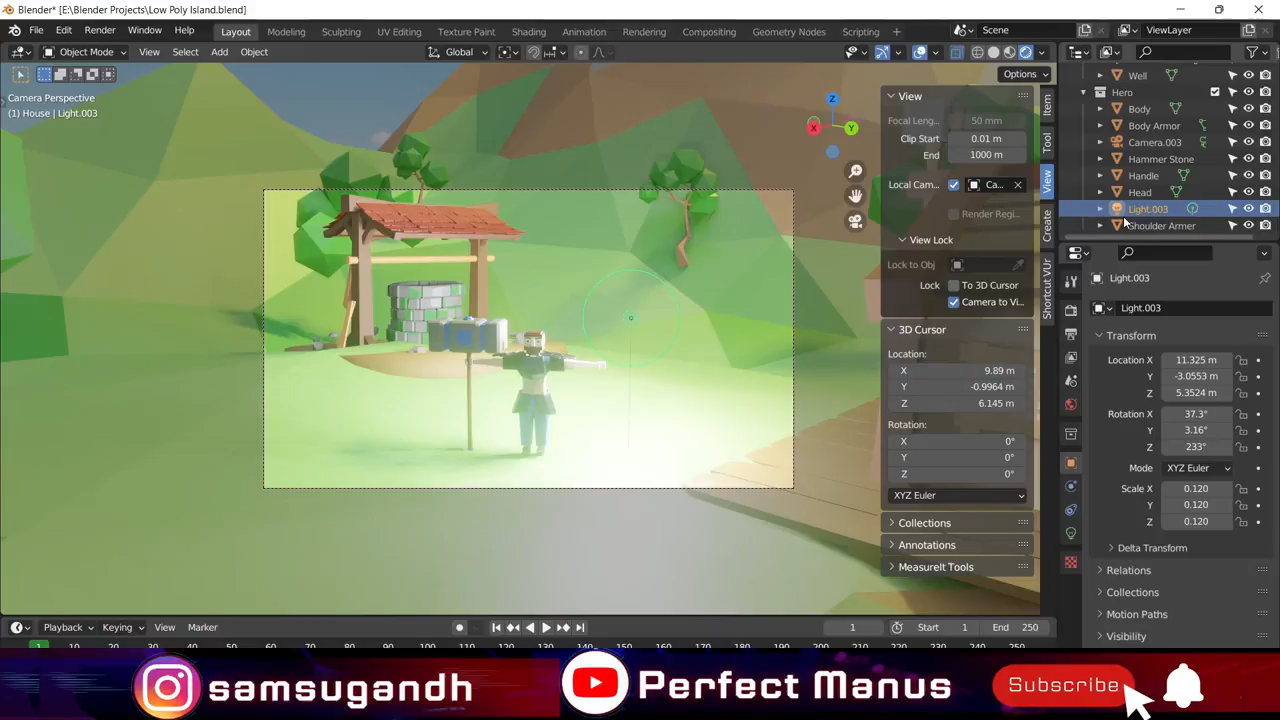 Blender* [E:\Blender Projects\Low Poly Island.blend]
File Edit Render Window Help Layout Modeling Sculpting UV Editing Texture Paint Shading Animation Rendering Compositing Geometry Nodes Scripting + Scene ViewLayer
Object Mode View Select Add Object Global
Options
Camera Perspective
(1) House | Light.003
X Y Z
View
Focal Leng... 50 mm
Clip Start 0.01 m
End 1000 m
Local Cam... Ca...
Render Regi...
View Lock
Lock to Obj
Lock To 3D Cursor
Camera to Vi...
3D Cursor
Location:
X 9.89 m
Y -0.9964 m
Z 6.145 m
Rotation:
X 0°
Y 0°
Z 0°
XYZ Euler
Collections
Annotations
MeasureIt Tools
Item
Tool
View
Create
Shortcut VUr
Well
Hero
Body
Body Armor
Camera.003
Hammer Stone
Handle
Head
Light.003
Shoulder Armer
Light.003
Light.003
Transform
Location X 11.325 m
Y -3.0553 m
Z 5.3524 m
Rotation X 37.3°
Y 3.16°
Z 233°
Mode XYZ Euler
Scale X 0.120
Y 0.120
Z 0.120
Delta Transform
Relations
Collections
Motion Paths
Visibility
Playback Keying View Marker 1 Start 1 End 250
samsugandh Perfect Manus Subscribe